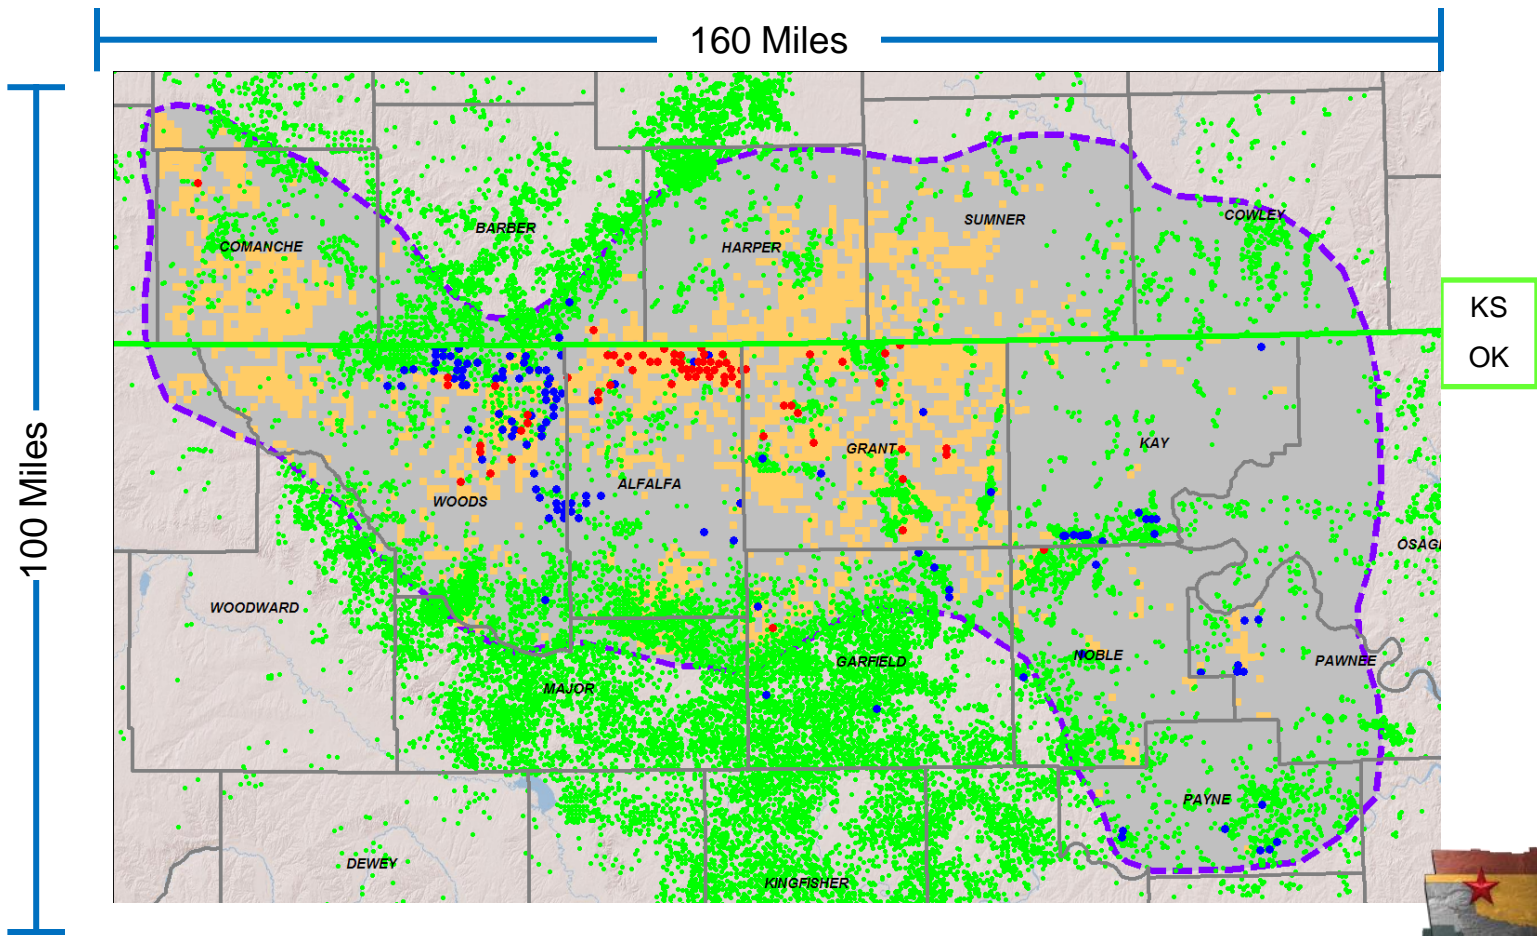 160 Miles
100 Miles
KS
OK
COWLEY
SUMNER
BARBER
COMANCHE
HARPER
KAY
GRANT
ALFALFA
WOODS
OSAGE
WOODWARD
NOBLE
PAWNEE
GARFIELD
MAJOR
PAYNE
DEWEY
KINGFISHER